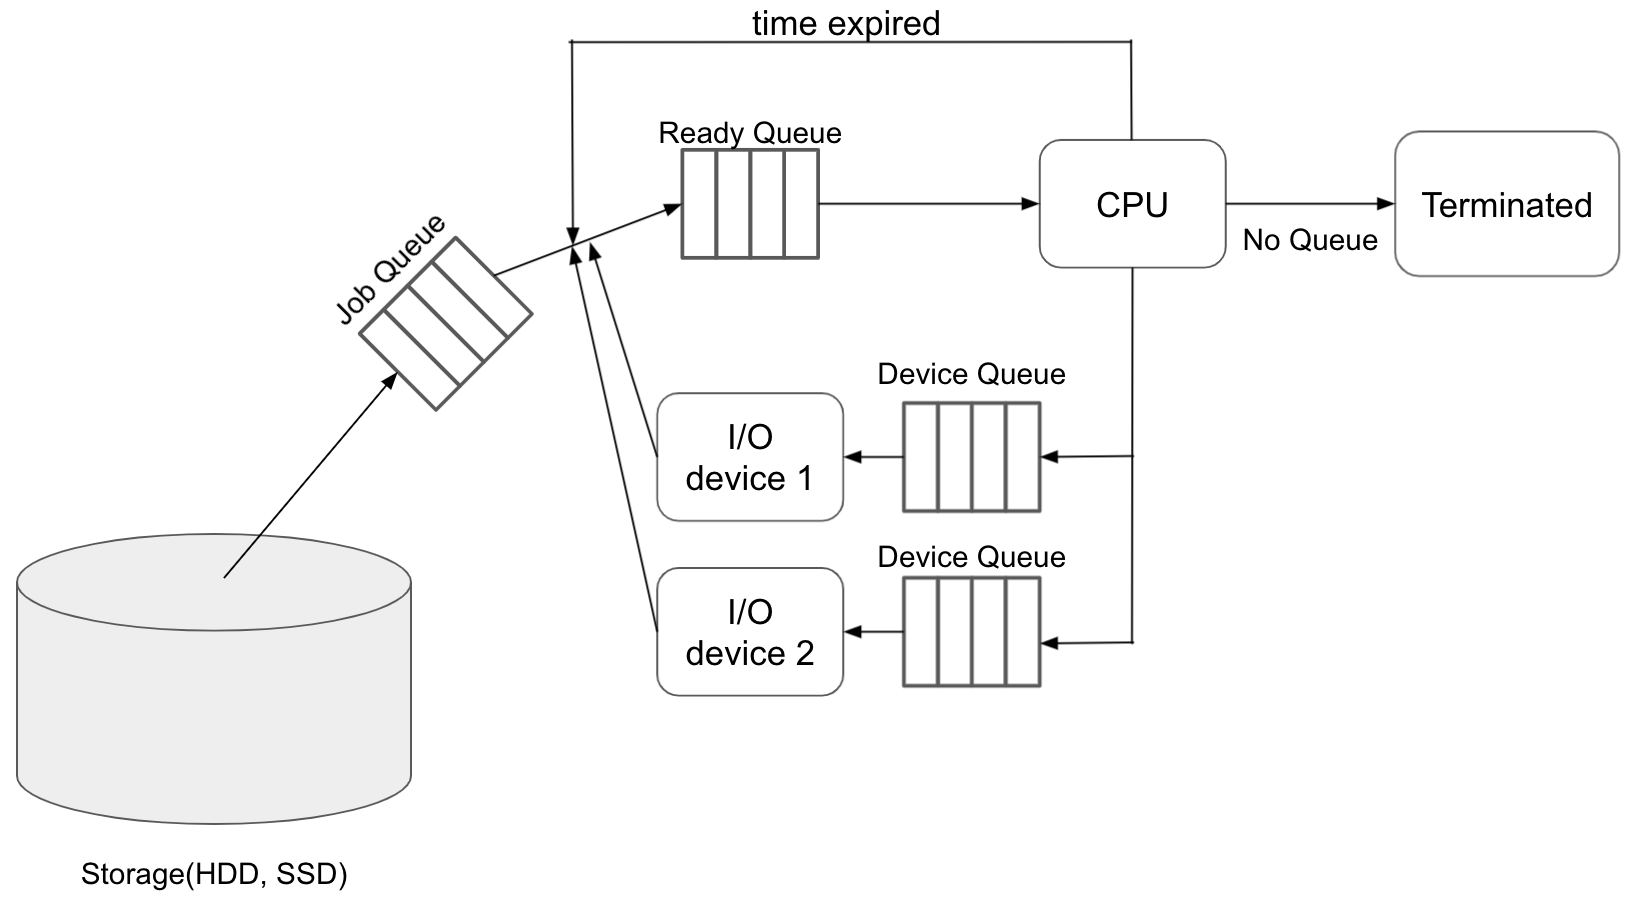 time expired
Ready Queue
CPU
Terminated
No Queue
Job Queue
Device Queue
I/O
device 1
Device Queue
I/O
device 2
Storage(HDD, SSD)